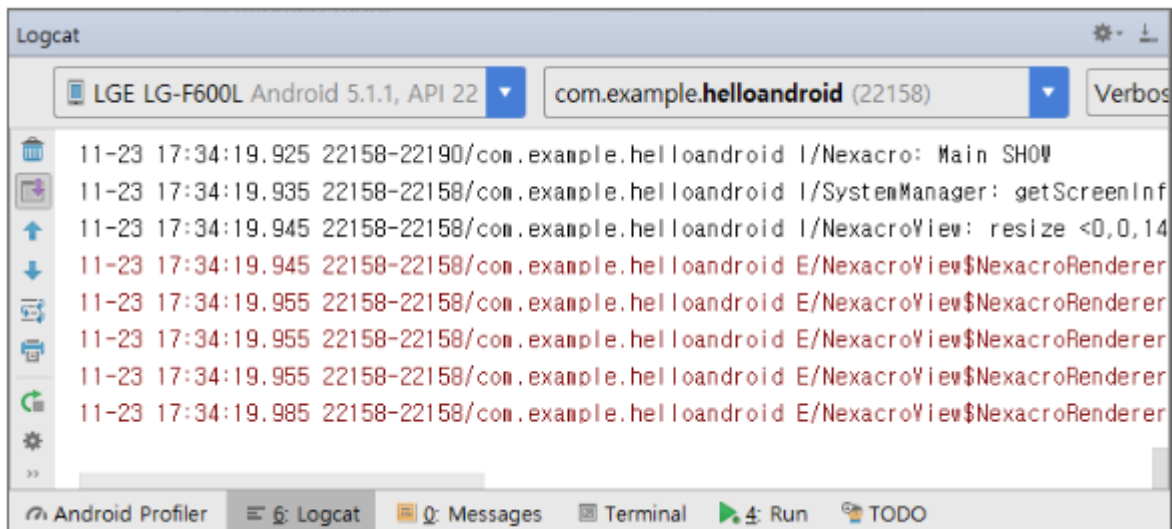 Logcat
LGE LG-F600L Android 5.1.1, API 22 com.example.helloandroid (22158) Verbos
11-23 17:34:19.925 22158-22190/com.example.helloandroid I/Nexacro: Main SHOW
11-23 17:34:19.935 22158-22190/com.example.helloandroid I/SystemManager: getScreenInf
11-23 17:34:19.945 22158-22158/com.example.helloandroid I/NexacroView: resize <0,0,14
11-23 17:34:19.945 22158-22158/com.example.helloandroid E/NexacroView$NexacroRenderer
11-23 17:34:19.955 22158-22158/com.example.helloandroid E/NexacroView$NexacroRenderer
11-23 17:34:19.955 22158-22158/com.example.helloandroid E/NexacroView$NexacroRenderer
11-23 17:34:19.955 22158-22158/com.example.helloandroid E/NexacroView$NexacroRenderer
11-23 17:34:19.985 22158-22158/com.example.helloandroid E/NexacroView$NexacroRenderer
Android Profiler 6: Logcat 0: Messages Terminal 4: Run TODO